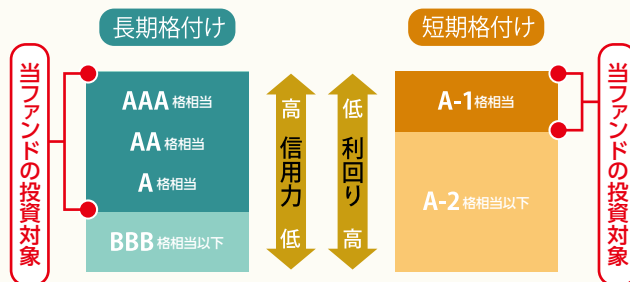 長期格付け
短期格付け
当ファンドの投資対象
AAA格相当
AA格相当
A格相当
BBB格相当以下
高
信用力
低
低
利回り
高
A-1格相当
A-2格相当以下
当ファンドの投資対象